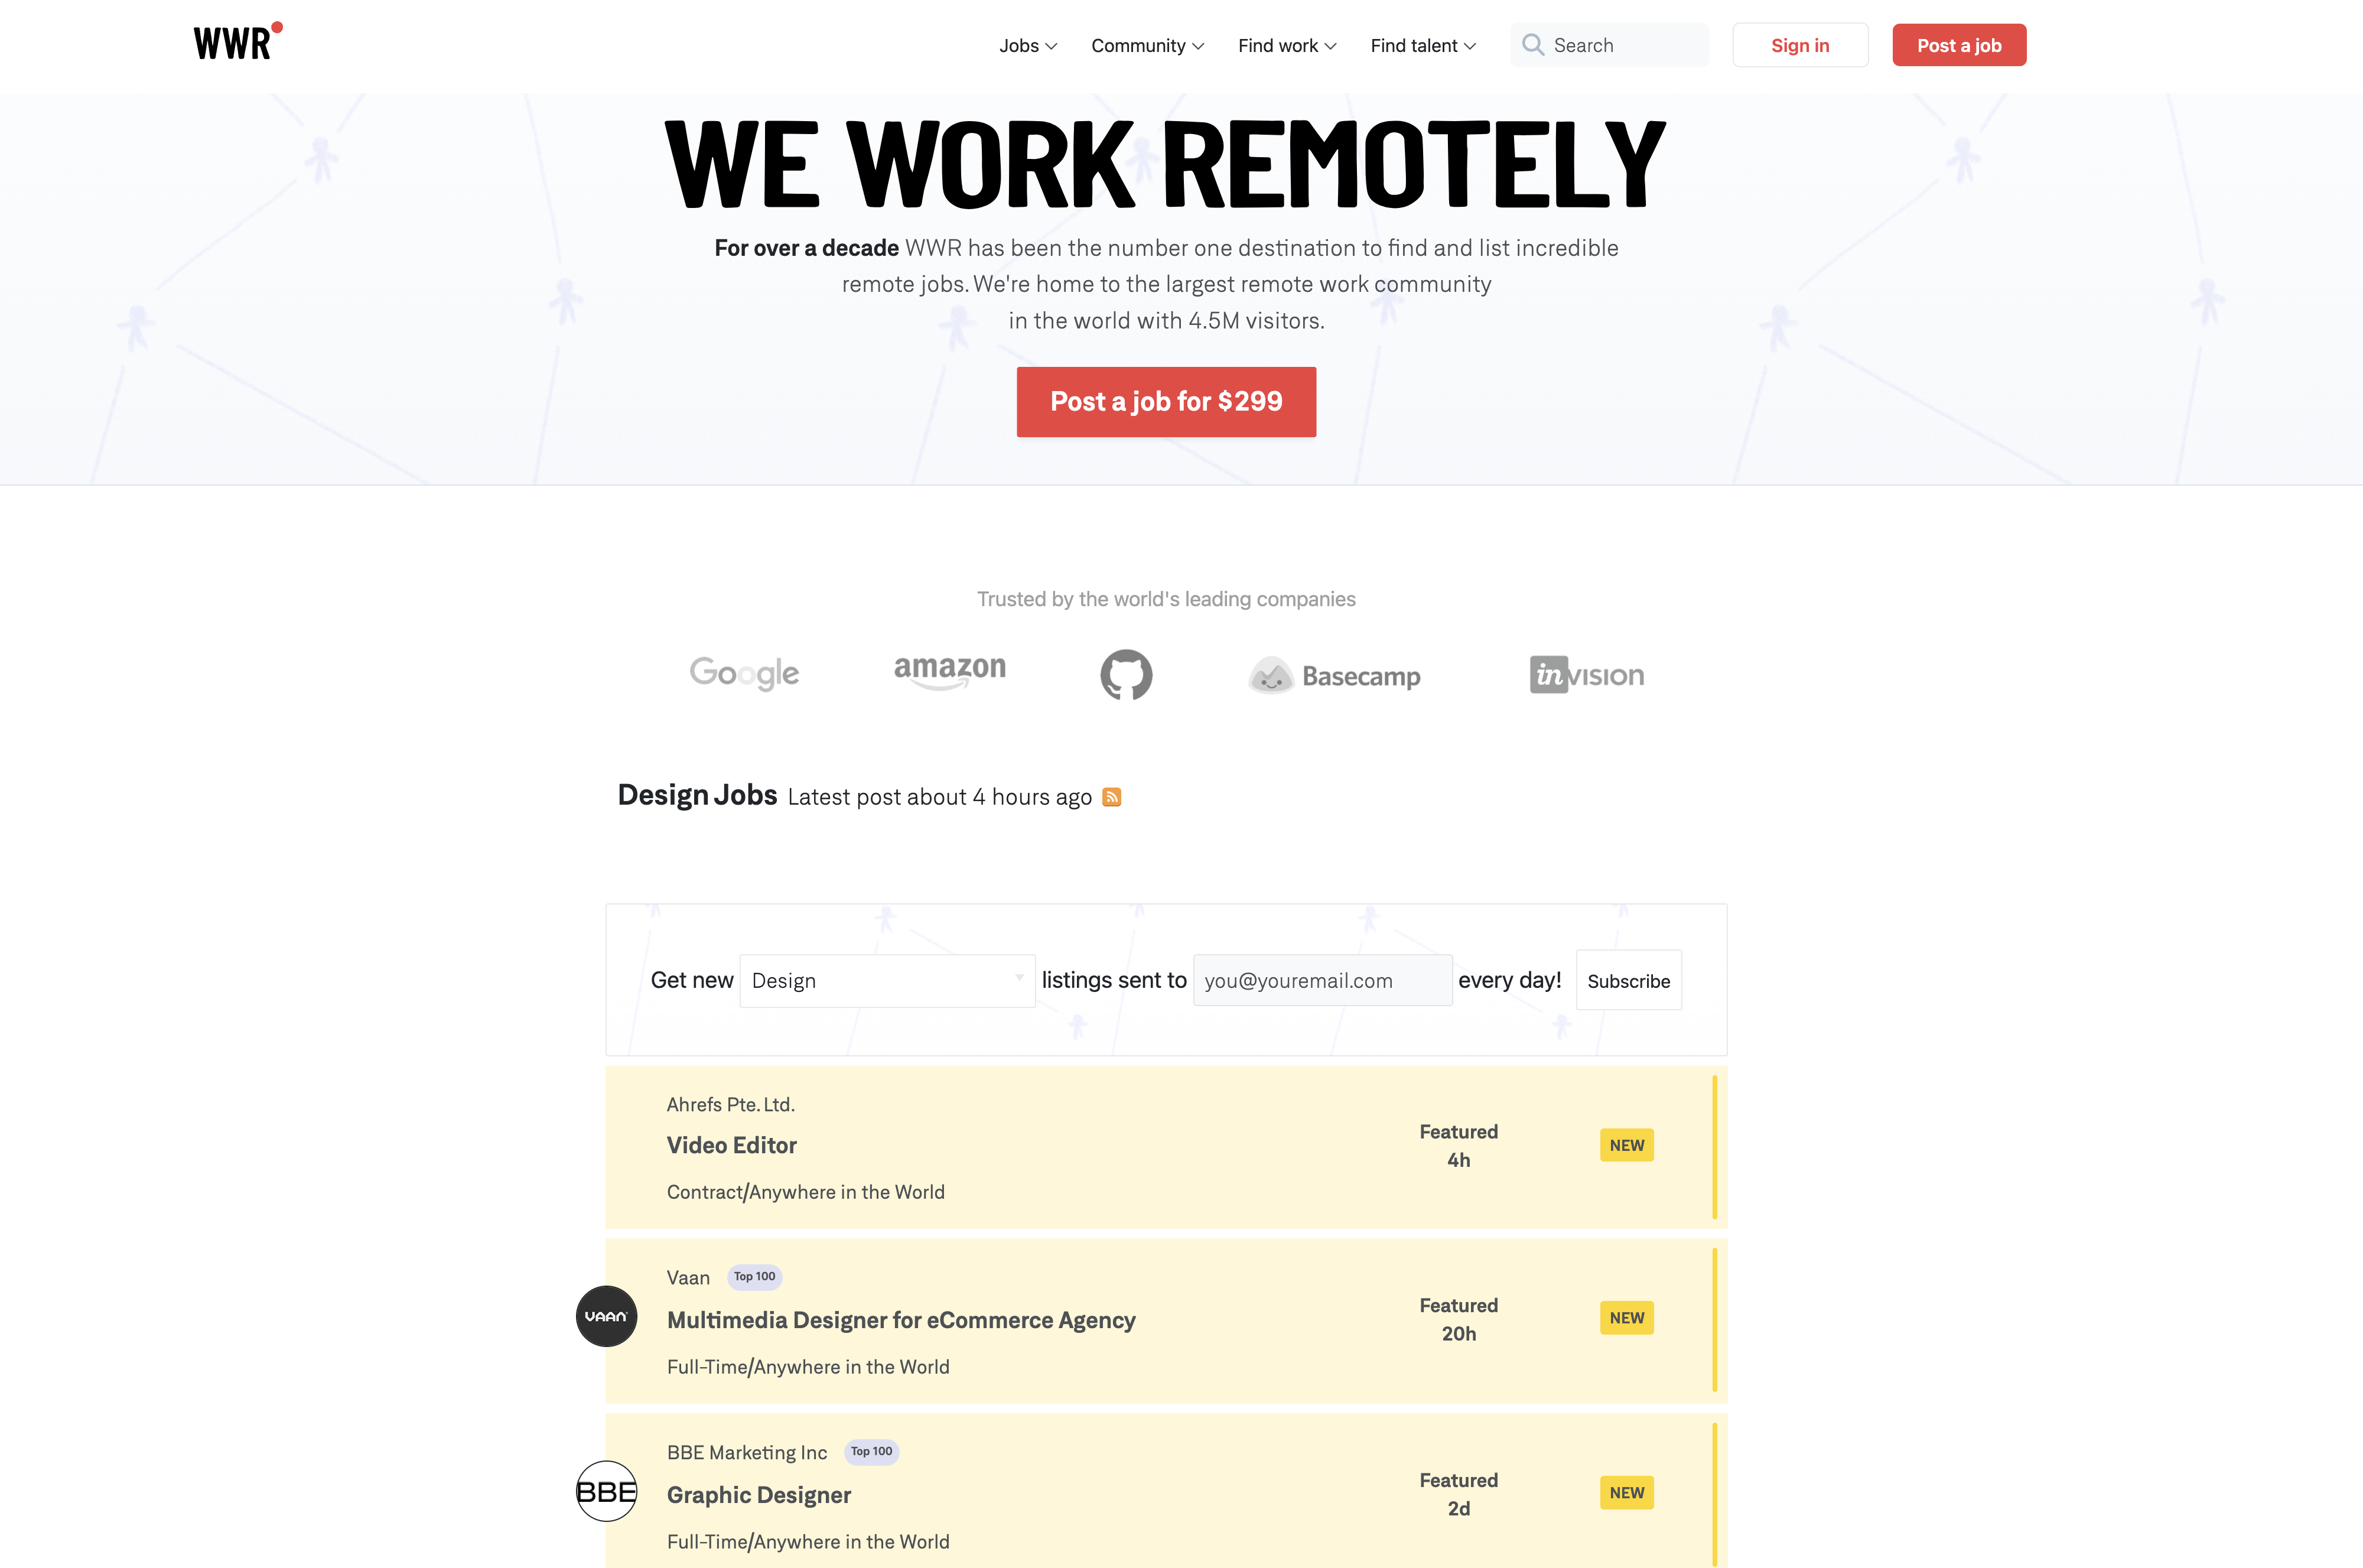 WWR
Jobs
Community
Find work
Find talent
Search
Sign in
Post a job
WE WORK REMOTELY
For over a decade WWR has been the number one destination to find and list incredible
remote jobs. We're home to the largest remote work community
in the world with 4.5M visitors.
Post a job for $299
Trusted by the world's leading companies
Google
amazon
Basecamp
invision
Design Jobs Latest post about 4 hours ago
Get new Design listings sent to you@youremail.com every day! Subscribe
Ahrefs Pte. Ltd.
Video Editor
Contract/Anywhere in the World
Featured
4h
NEW
VAAN
Vaan Top 100
Multimedia Designer for eCommerce Agency
Full-Time/Anywhere in the World
Featured
20h
NEW
BBE
BBE Marketing Inc Top 100
Graphic Designer
Full-Time/Anywhere in the World
Featured
2d
NEW